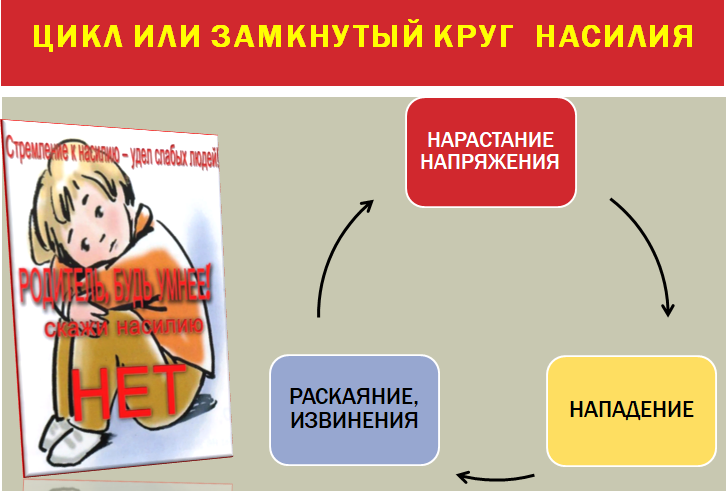 ЦИКЛ ИЛИ ЗАМКНУТЫЙ КРУГ НАСИЛИЯ
Стремление к насилию – удел слабых людей!
РОДИТЕЛЬ, БУДЬ УМНЕЕ!
скажи насилию
НЕТ
НАРАСТАНИЕ
НАПРЯЖЕНИЯ
НАПАДЕНИЕ
РАСКАЯНИЕ,
ИЗВИНЕНИЯ